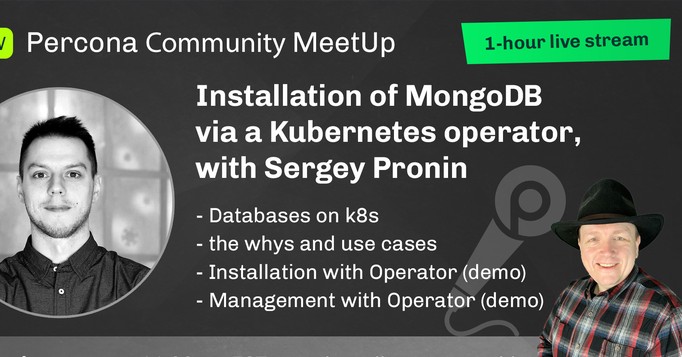 Percona Community MeetUp
1-hour live stream
Installation of MongoDB
via a Kubernetes operator,
with Sergey Pronin
- Databases on k8s
- the whys and use cases
- Installation with Operator (demo)
- Management with Operator (demo)